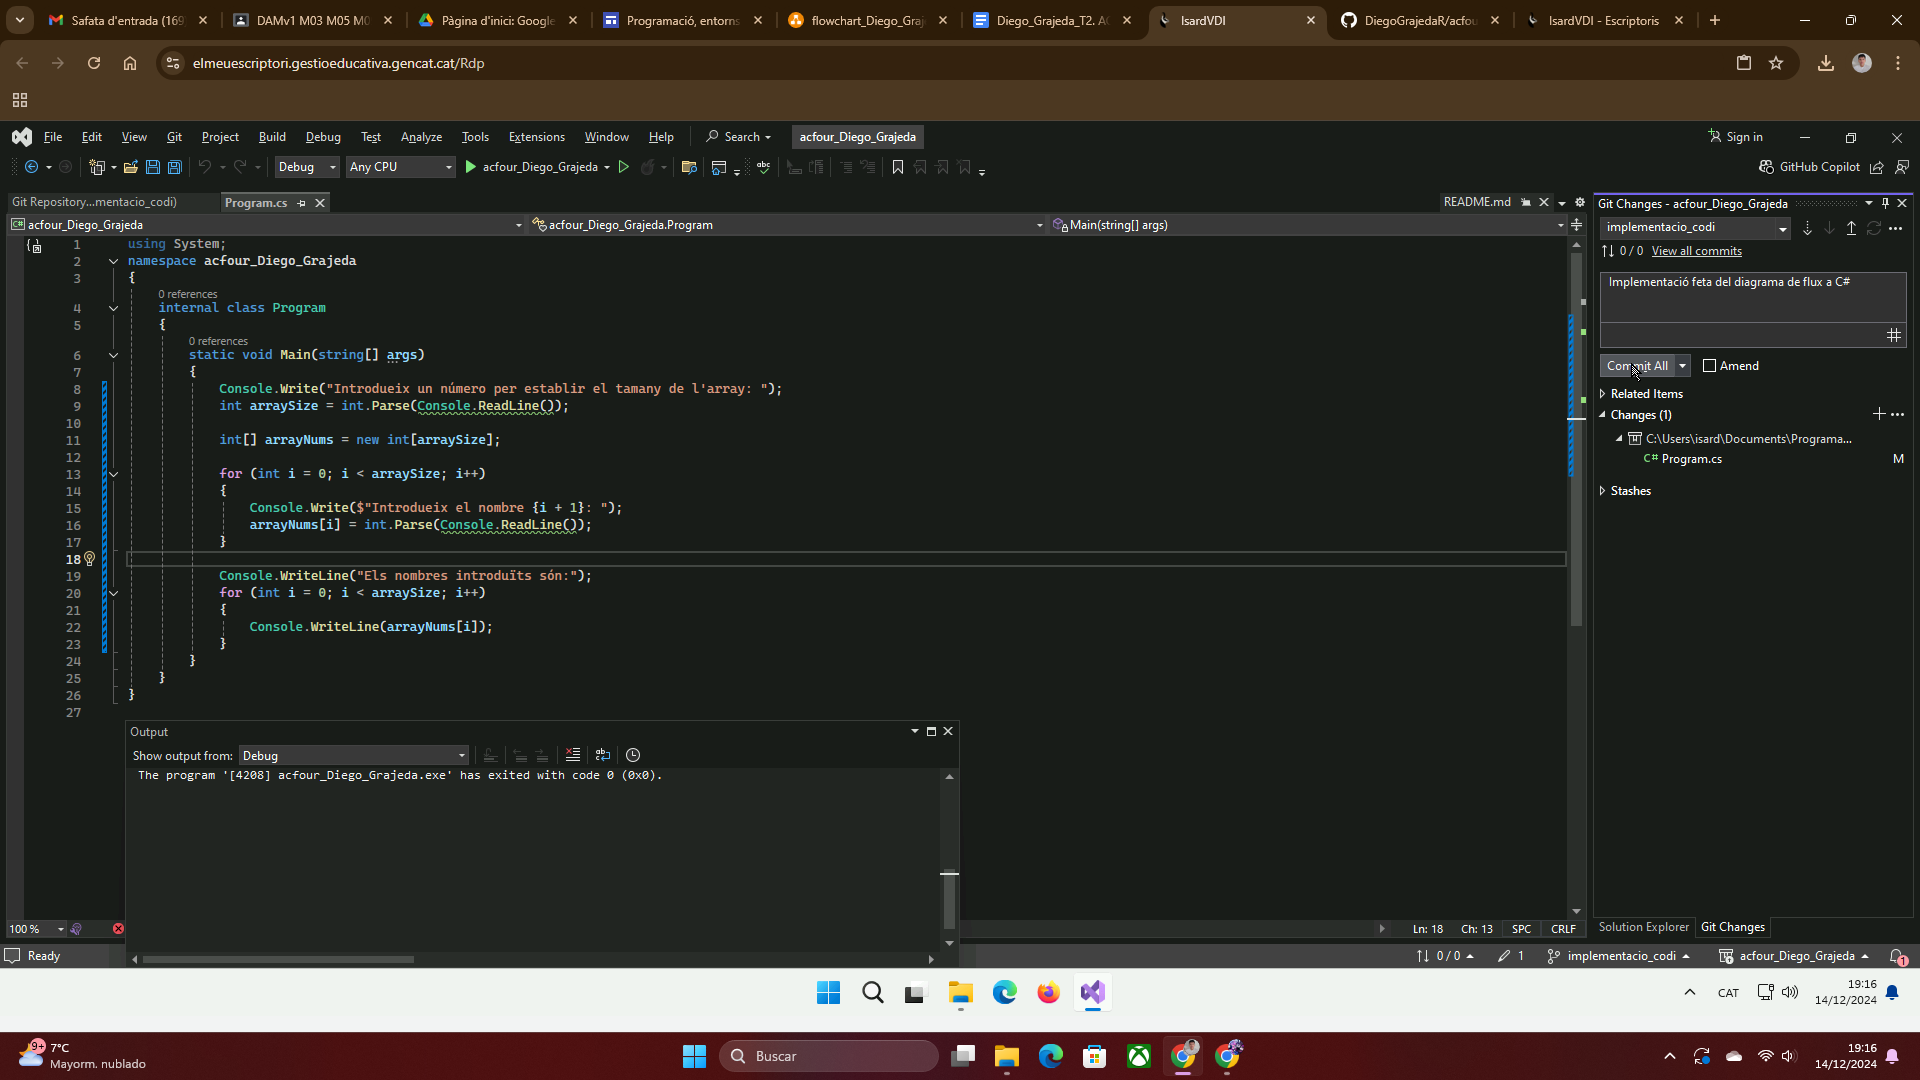 Safata d'entrada (169
DAMv1 M03 M05 M0
Pàgina d'inici: Google
Programació, entorns
flowchart_Diego_Graj
Diego_Grajeda_T2. AC
IsardVDI
DiegoGrajedaR/acfou
IsardVDI - Escriptoris
elmeuescriptori.gestioeducativa.gencat.cat/Rdp
File Edit View Git Project Build Debug Test Analyze Tools Extensions Window Help Search acfour_Diego_Grajeda Sign in
Debug Any CPU acfour_Diego_Grajeda GitHub Copilot
Git Repository...mentacio_codi) Program.cs README.md
acfour_Diego_Grajeda acfour_Diego_Grajeda.Program Main(string[] args)
1 using System;
2 namespace acfour_Diego_Grajeda
3 {
0 references
4 internal class Program
5 {
0 references
6 static void Main(string[] args)
7 {
8 Console.Write("Introdueix un número per establir el tamany de l'array: ");
9 int arraySize = int.Parse(Console.ReadLine());
10
11 int[] arrayNums = new int[arraySize];
12
13 for (int i = 0; i < arraySize; i++)
14 {
15 Console.Write($"Introdueix el nombre {i + 1}: ");
16 arrayNums[i] = int.Parse(Console.ReadLine());
17 }
18
19 Console.WriteLine("Els nombres introduïts són:");
20 for (int i = 0; i < arraySize; i++)
21 {
22 Console.WriteLine(arrayNums[i]);
23 }
24 }
25 }
26 }
27
Output
Show output from: Debug
The program '[4208] acfour_Diego_Grajeda.exe' has exited with code 0 (0x0).
100 %
Ln: 18 Ch: 13 SPC CRLF
Git Changes - acfour_Diego_Grajeda
implementacio_codi
0 / 0 View all commits
Implementació feta del diagrama de flux a C#
Commit All Amend
Related Items
Changes (1)
C:\Users\isard\Documents\Programa...
C# Program.cs M
Stashes
Solution Explorer Git Changes
Ready 0 / 0 1 implementacio_codi acfour_Diego_Grajeda 1
CAT 19:16
14/12/2024
9+ 7°C
Mayorm. nublado
Buscar
19:16
14/12/2024